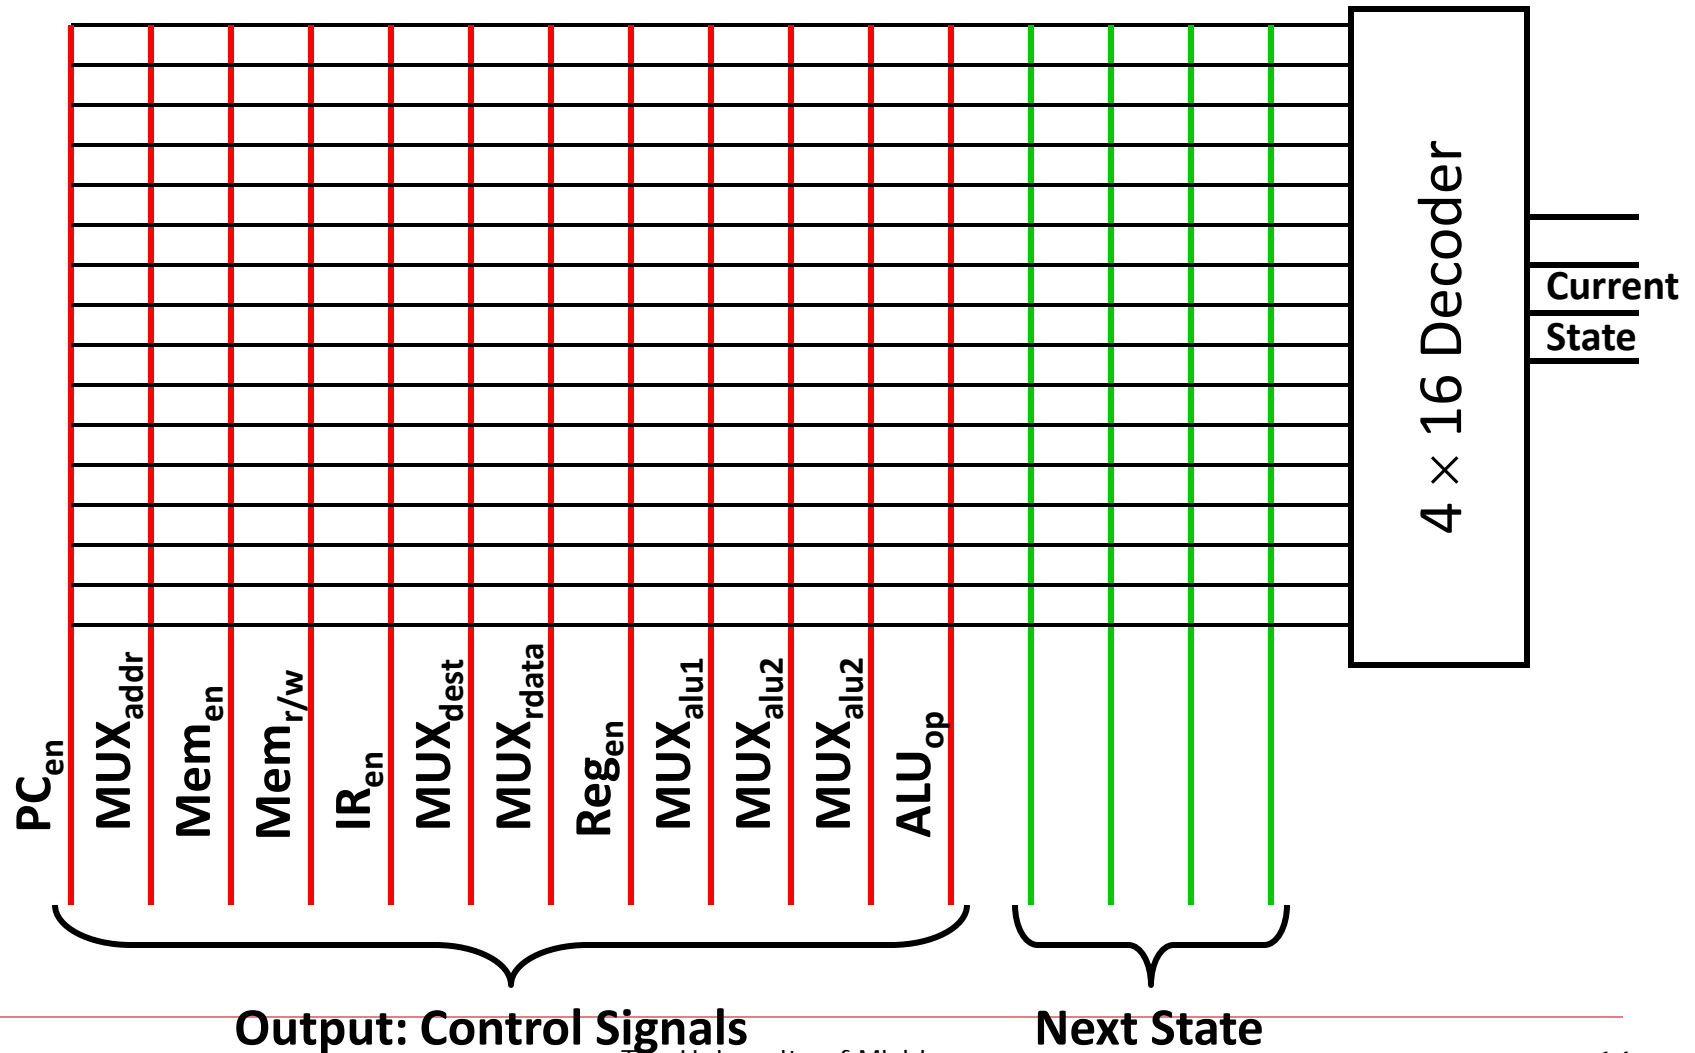 4 × 16 Decoder
Current
State
PCen
MUXaddr
Memen
Memr/w
IRen
MUXdest
MUXrdata
Regen
MUXalu1
MUXalu2
MUXalu2
ALUop
Output: Control Signals
Next State